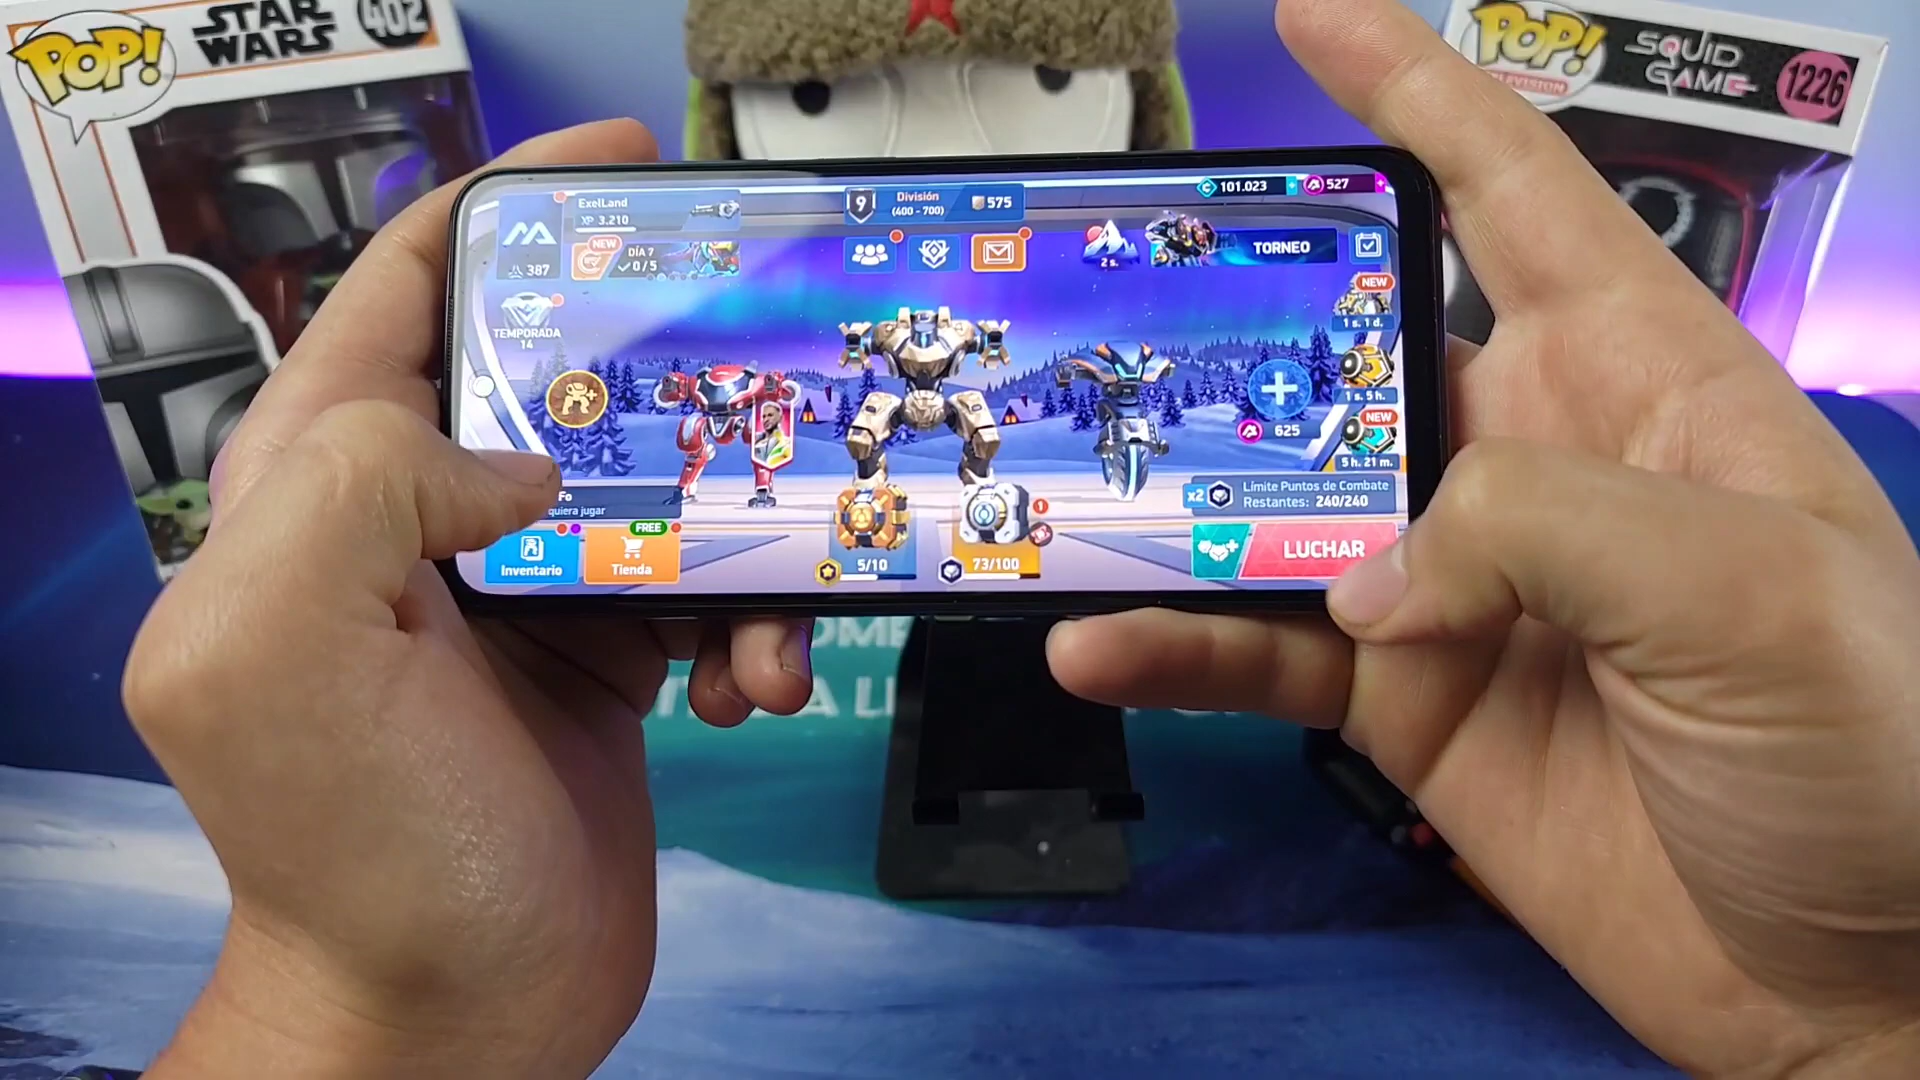 POP!
STAR
WARS
402
POP!
TELEVISION
SQUID
GAME
1226
ExelLand
XP 3.210
387
NEW
DÍA 7
0/5
TEMPORADA
14
9
División
(400 - 700)
575
101.023
527
2 s.
TORNEO
NEW
1 s. 1 d.
1 s. 5 h.
NEW
5 h. 21 m.
625
x2
Límite Puntos de Combate
Restantes: 240/240
Fo
quiera jugar
Inventario
FREE
Tienda
5/10
1
73/100
LUCHAR